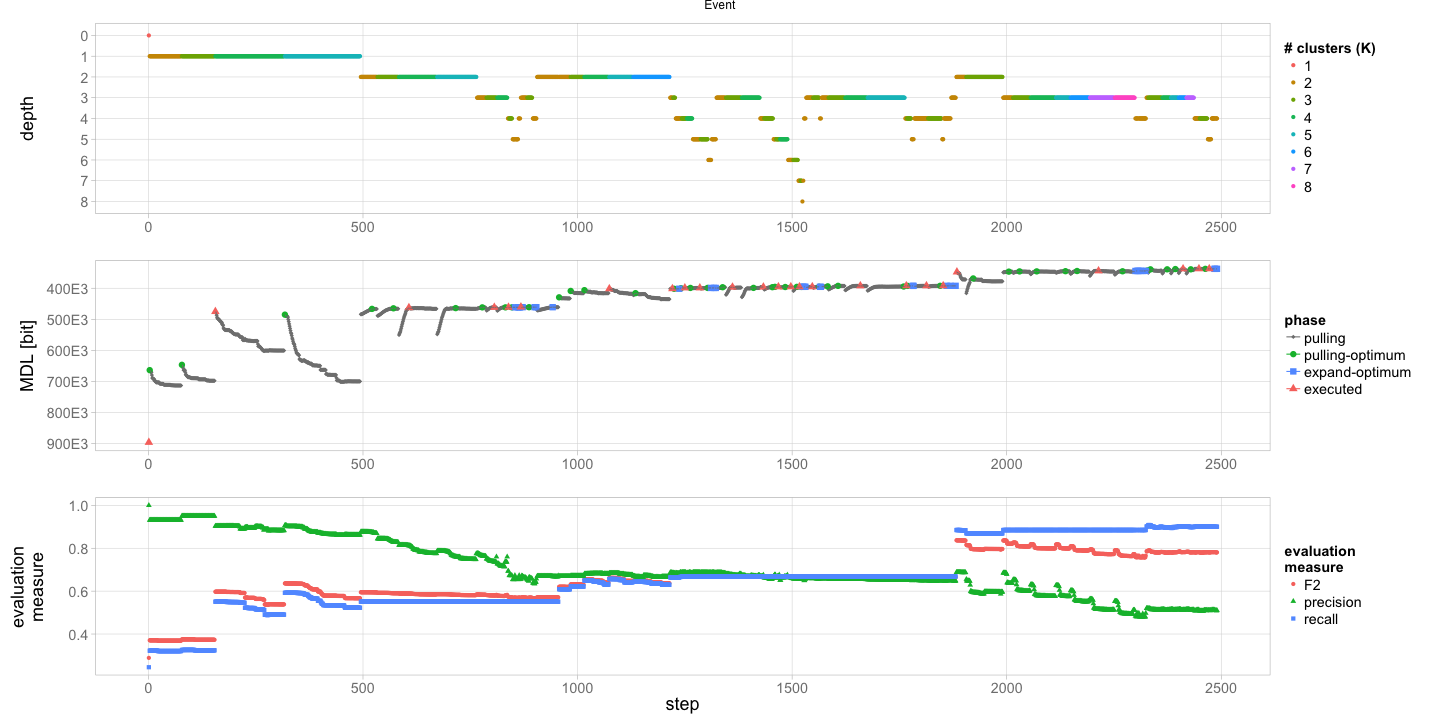 Event
0
1
2
3
4
5
6
7
8
depth
0 500 1000 1500 2000 2500
# clusters (K)
1
2
3
4
5
6
7
8
400E3
500E3
600E3
700E3
800E3
900E3
MDL [bit]
0 500 1000 1500 2000 2500
phase
pulling
pulling-optimum
expand-optimum
executed
1.0
0.8
0.6
0.4
evaluation
measure
0 500 1000 1500 2000 2500
step
evaluation
measure
F2
precision
recall